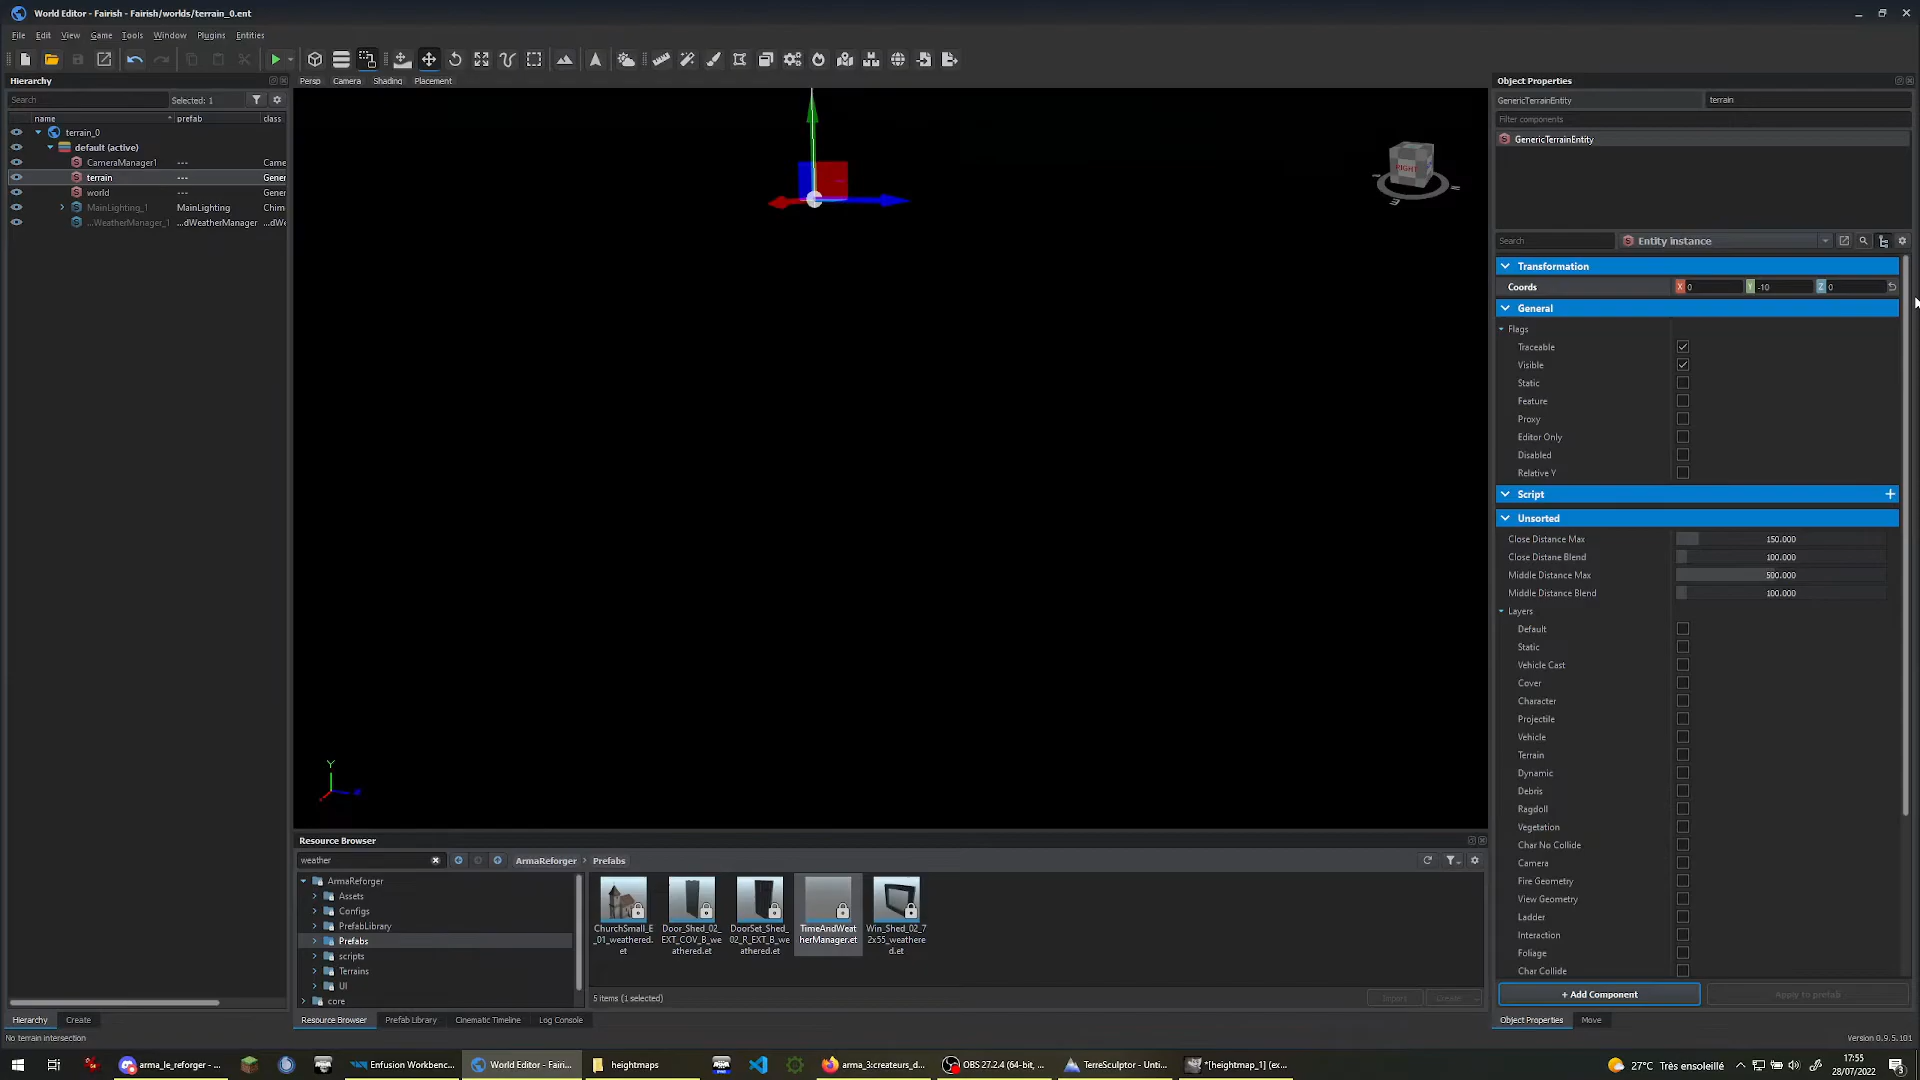 World Editor - Fairish - Fairish/worlds/terrain_0.ent
File Edit View Game Tools Window Plugins Entities
Hierarchy
Search Selected: 1
name prefab class
terrain_0
default (active)
CameraManager1 --- Came
terrain --- Gener
world --- Gener
MainLighting_1 MainLighting Chim
...WeatherManager_1 ...dWeatherManager ...dWe
Hierarchy Create
No terrain intersection
Persp Camera Shading Placement
RIGHT
Y
Resource Browser
weather ArmaReforger Prefabs
ArmaReforger
Assets
Configs
PrefabLibrary
Prefabs
scripts
Terrains
UI
core
ChurchSmall_E_01_weathered.et
Door_Shed_02_EXT_COV_B_weathered.et
DoorSet_Shed_02_R_EXT_B_weathered.et
TimeAndWeatherManager.et
Win_Shed_02_72x55_weathered.et
5 items (1 selected) Import Create
Resource Browser Prefab Library Cinematic Timeline Log Console
Object Properties
GenericTerrainEntity terrain
Filter components
GenericTerrainEntity
Search Entity instance
Transformation
Coords X 0 Y -10 Z 0
General
Flags
Traceable
Visible
Static
Feature
Proxy
Editor Only
Disabled
Relative Y
Script
Unsorted
Close Distance Max 150.000
Close Distane Blend 100.000
Middle Distance Max 500.000
Middle Distance Blend 100.000
Layers
Default
Static
Vehicle Cast
Cover
Character
Projectile
Vehicle
Terrain
Dynamic
Debris
Ragdoll
Vegetation
Char No Collide
Camera
Fire Geometry
View Geometry
Ladder
Interaction
Foliage
Char Collide
+ Add Component Apply to prefab
Object Properties Move
Version 0.9.5.101
arma_le_reforger - ... Enfusion Workbenc... World Editor - Fairi... heightmaps arma_3:createurs_d... OBS 27.2.4 (64-bit, ... TerreSculptor - Unti... *[heightmap_1] (ex... 27°C Très ensoleillé 17:55
28/07/2022